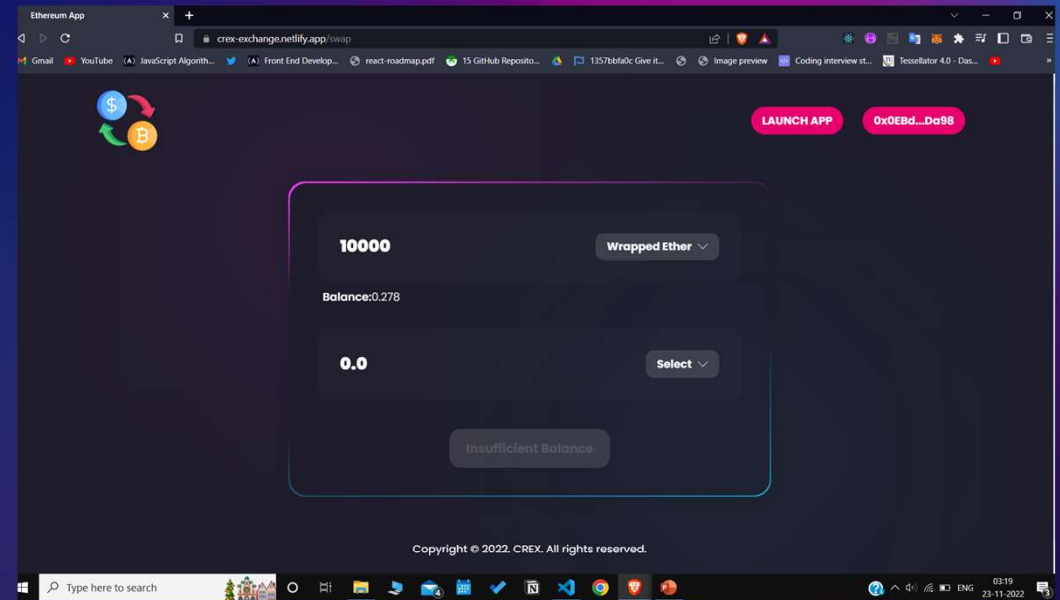 Ethereum App
crex-exchange.netlify.app/swap
Gmail YouTube (A) JavaScript Algorith... (A) Front End Develop... react-roadmap.pdf 15 GitHub Reposito... 1357bbfa0c Give it... Image preview Coding interview st... Tessellator 4.0 - Das... »
$
B
LAUNCH APP 0x0EBd...Da98
10000 Wrapped Ether
Balance:0.278
0.0 Select
Insufficient Balance
Copyright © 2022. CREX. All rights reserved.
Type here to search ENG 03:19
23-11-2022